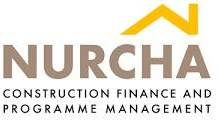 NURCHA
CONSTRUCTION FINANCE AND
PROGRAMME MANAGEMENT